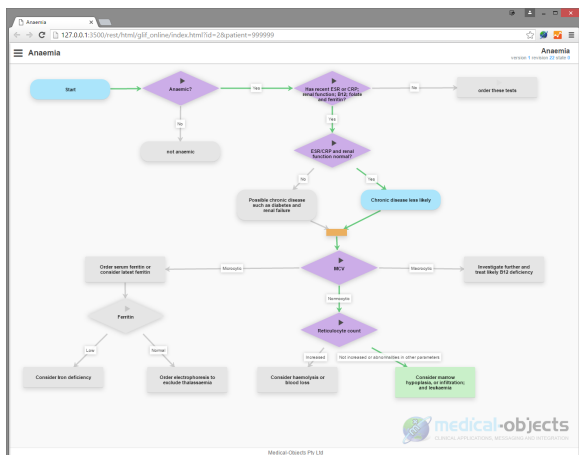 Anaemia
127.0.0.1:3500/rest/html/glif_online/index.html?id=2&patient=999999
Anaemia
Anaemia
version 1 revision 22 state 0
Start
Anaemic?
Yes
Has recent ESR or CRP;
renal function; B12; folate
and ferritin?
No
order these tests
No
Yes
not anaemic
ESR/CRP and renal
function normal?
No
Yes
Possible chronic disease
such as diabetes and
renal failure
Chronic disease less likely
Order serum ferritin or
consider latest ferritin
Microcytic
MCV
Macrocytic
Investigate further and
treat likely B12 deficiency
Normocytic
Ferritin
Reticulocyte count
Low
Normal
Increased
Not increased or abnormalities in other parameters
Consider Iron deficiency
Order electrophoresis to
exclude thalassaemia
Consider haemolysis or
blood loss
Consider marrow
hypoplasia, or infiltration;
and leukaemia
medical-objects
CLINICAL APPLICATIONS, MESSAGING AND INTEGRATION
Medical-Objects Pty Ltd